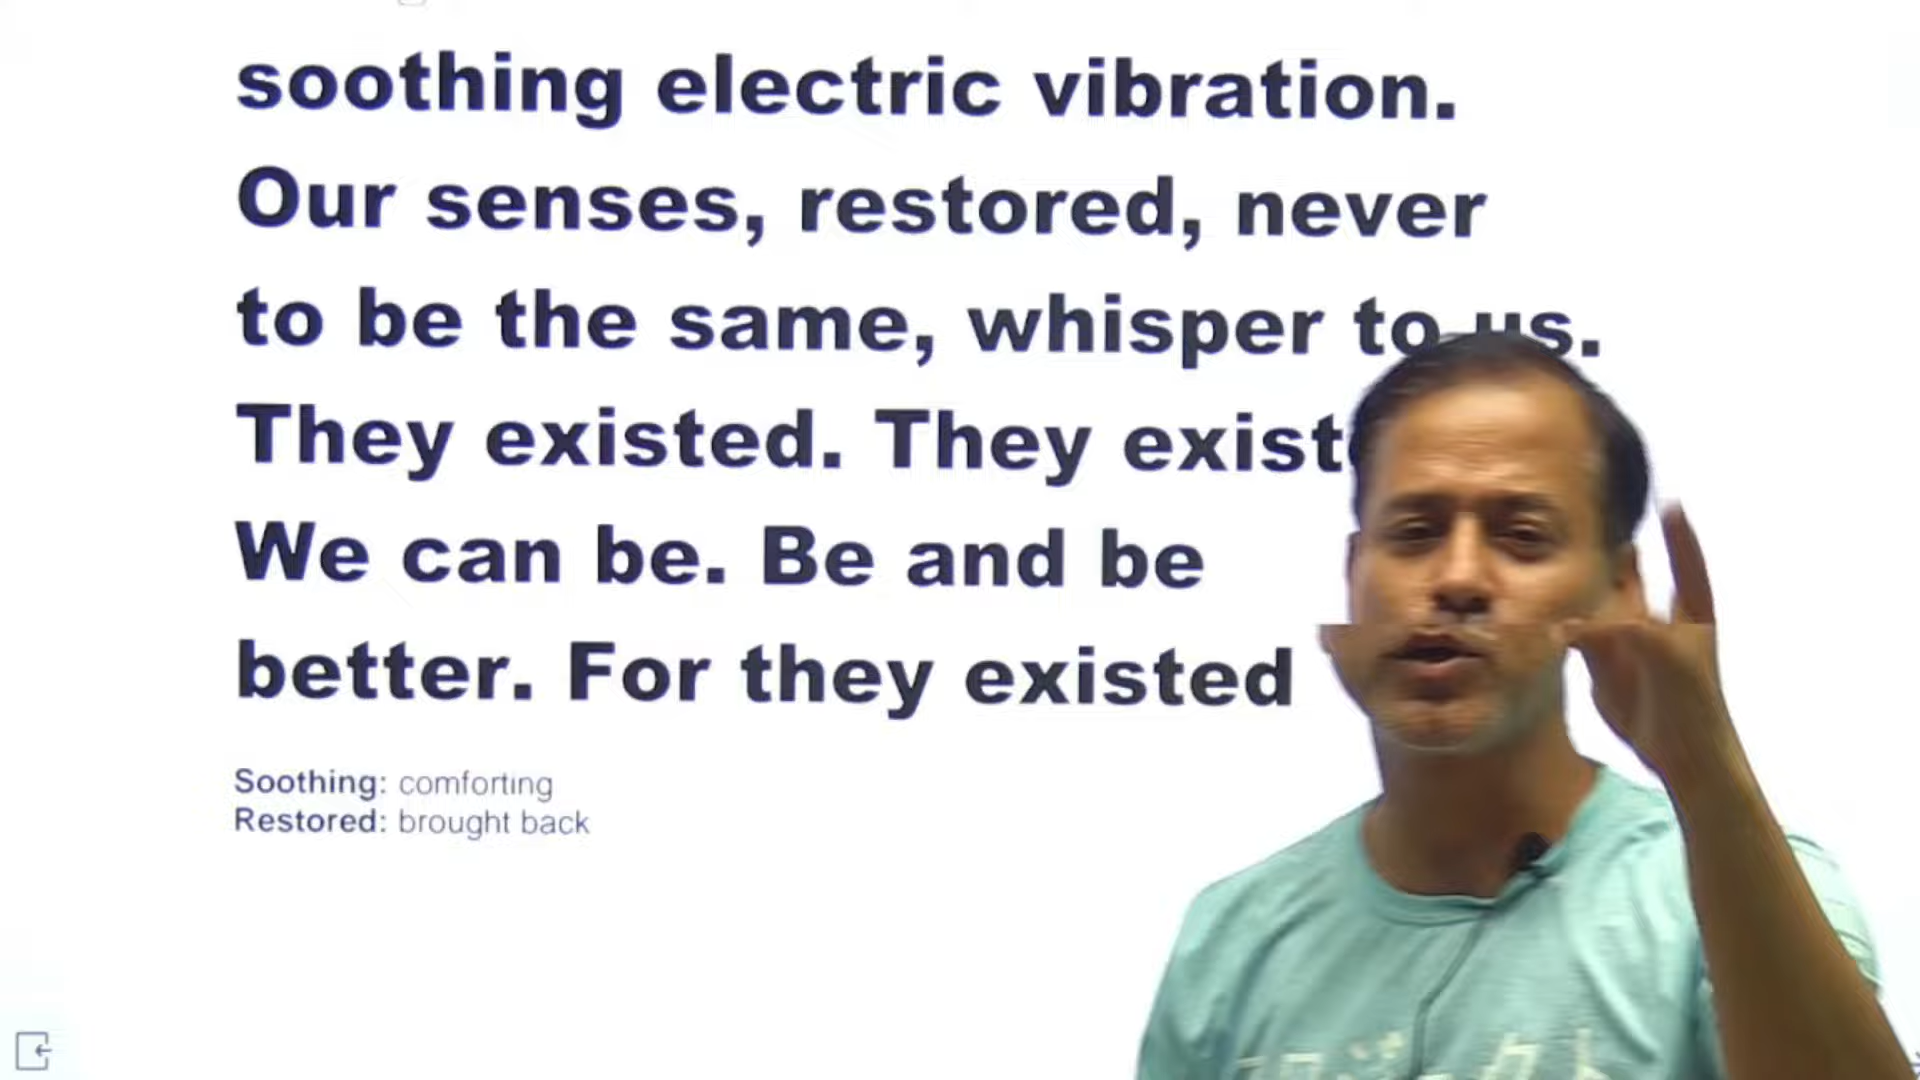 soothing electric vibration.
Our senses, restored, never
to be the same, whisper to us.
They existed. They
We can be. Be and be
better. For they existed
Soothing: comforting
Restored: brought back